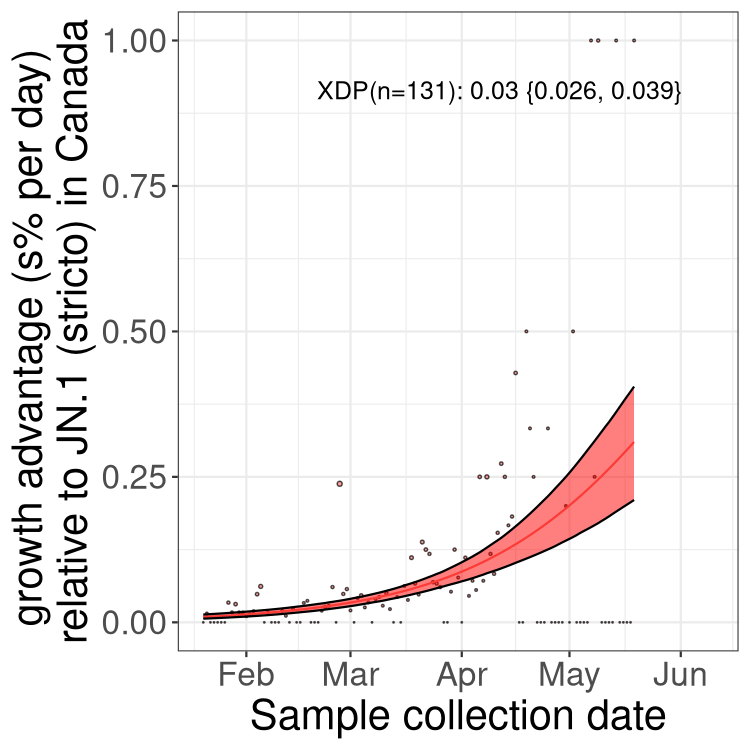 growth advantage (s% per day)
relative to JN.1 (stricto) in Canada
1.00
0.75
0.50
0.25
0.00
XDP(n=131): 0.03 {0.026, 0.039}
Feb Mar Apr May Jun
Sample collection date